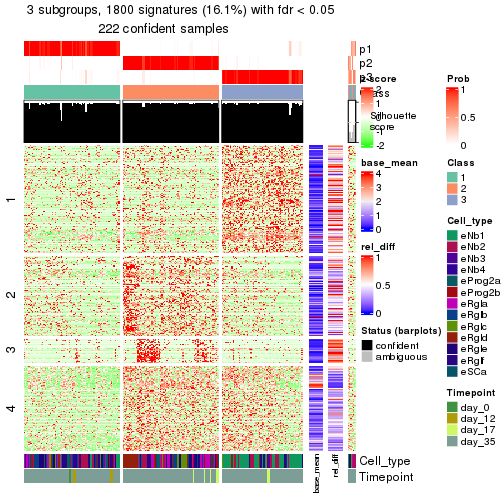 3 subgroups, 1800 signatures (16.1%) with fdr < 0.05
222 confident samples
p1
p2
p3
Class
Silhouette
score
1
2
3
4
Cell_type
Timepoint
base_mean
rel_diff
z-score
2
1
0
-1
-2
base_mean
4
3
2
1
0
rel_diff
1
0.5
0
Status (barplots)
confident
ambiguous
Prob
1
0.5
0
Class
1
2
3
Cell_type
eNb1
eNb2
eNb3
eNb4
eProg2a
eProg2b
eRgla
eRglb
eRglc
eRgld
eRgle
eRglf
eSCa
Timepoint
day_0
day_12
day_17
day_35